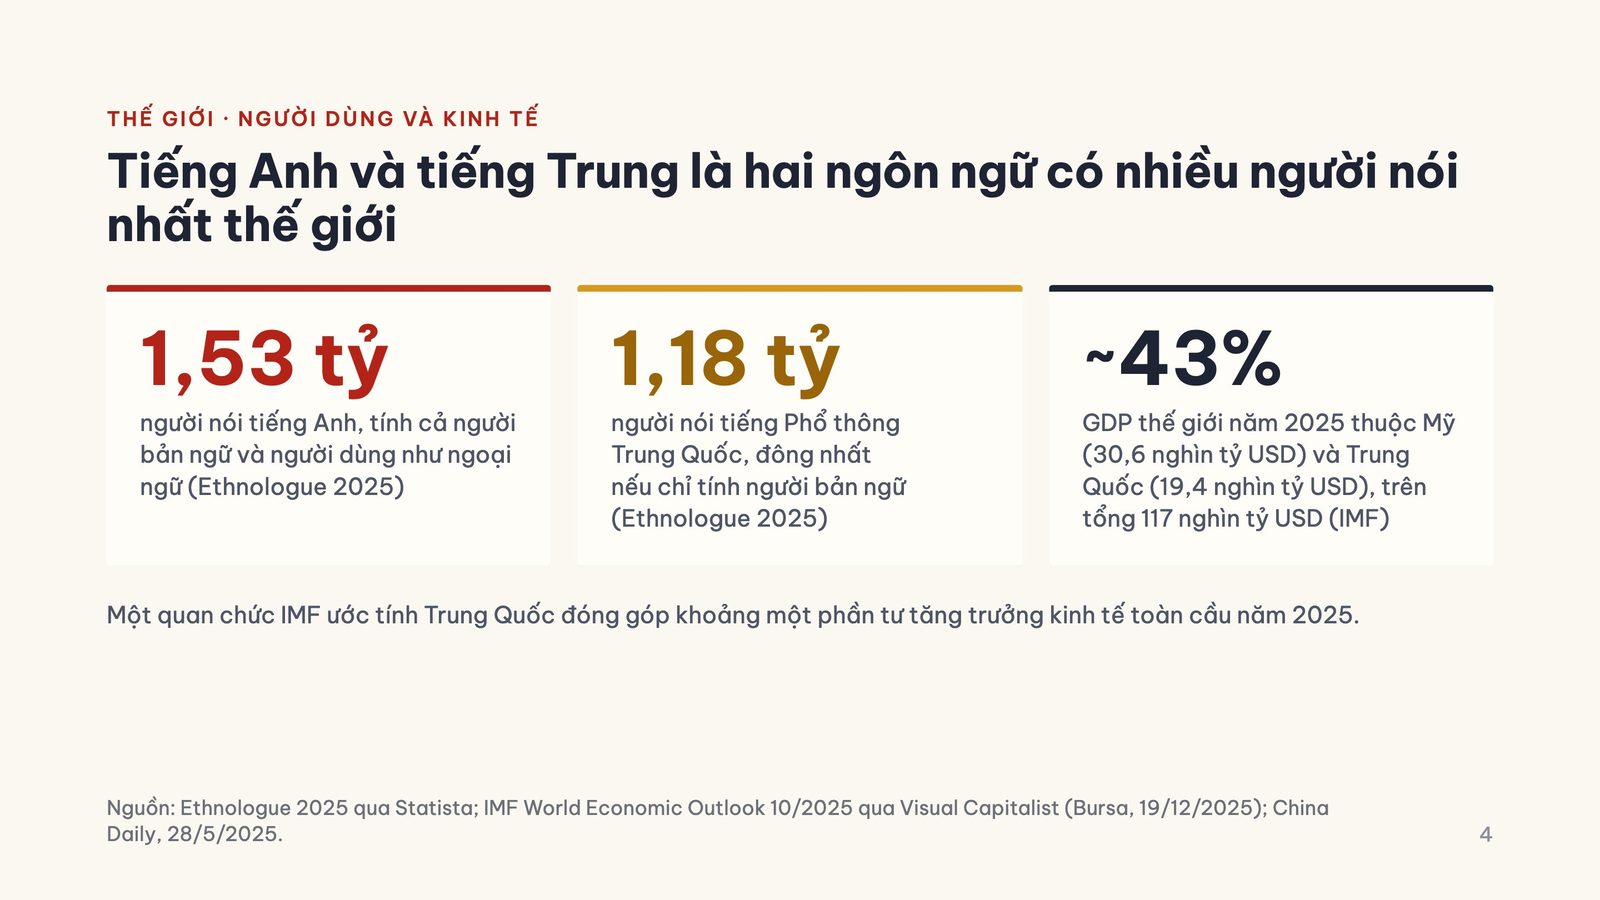 THẾ GIỚI · NGƯỜI DÙNG VÀ KINH TẾ
Tiếng Anh và tiếng Trung là hai ngôn ngữ có nhiều người nói
nhất thế giới
1,53 tỷ
người nói tiếng Anh, tính cả người
bản ngữ và người dùng như ngoại
ngữ (Ethnologue 2025)
1,18 tỷ
người nói tiếng Phổ thông
Trung Quốc, đông nhất
nếu chỉ tính người bản ngữ
(Ethnologue 2025)
~43%
GDP thế giới năm 2025 thuộc Mỹ
(30,6 nghìn tỷ USD) và Trung
Quốc (19,4 nghìn tỷ USD), trên
tổng 117 nghìn tỷ USD (IMF)
Một quan chức IMF ước tính Trung Quốc đóng góp khoảng một phần tư tăng trưởng kinh tế toàn cầu năm 2025.
Nguồn: Ethnologue 2025 qua Statista; IMF World Economic Outlook 10/2025 qua Visual Capitalist (Bursa, 19/12/2025); China
Daily, 28/5/2025.
4